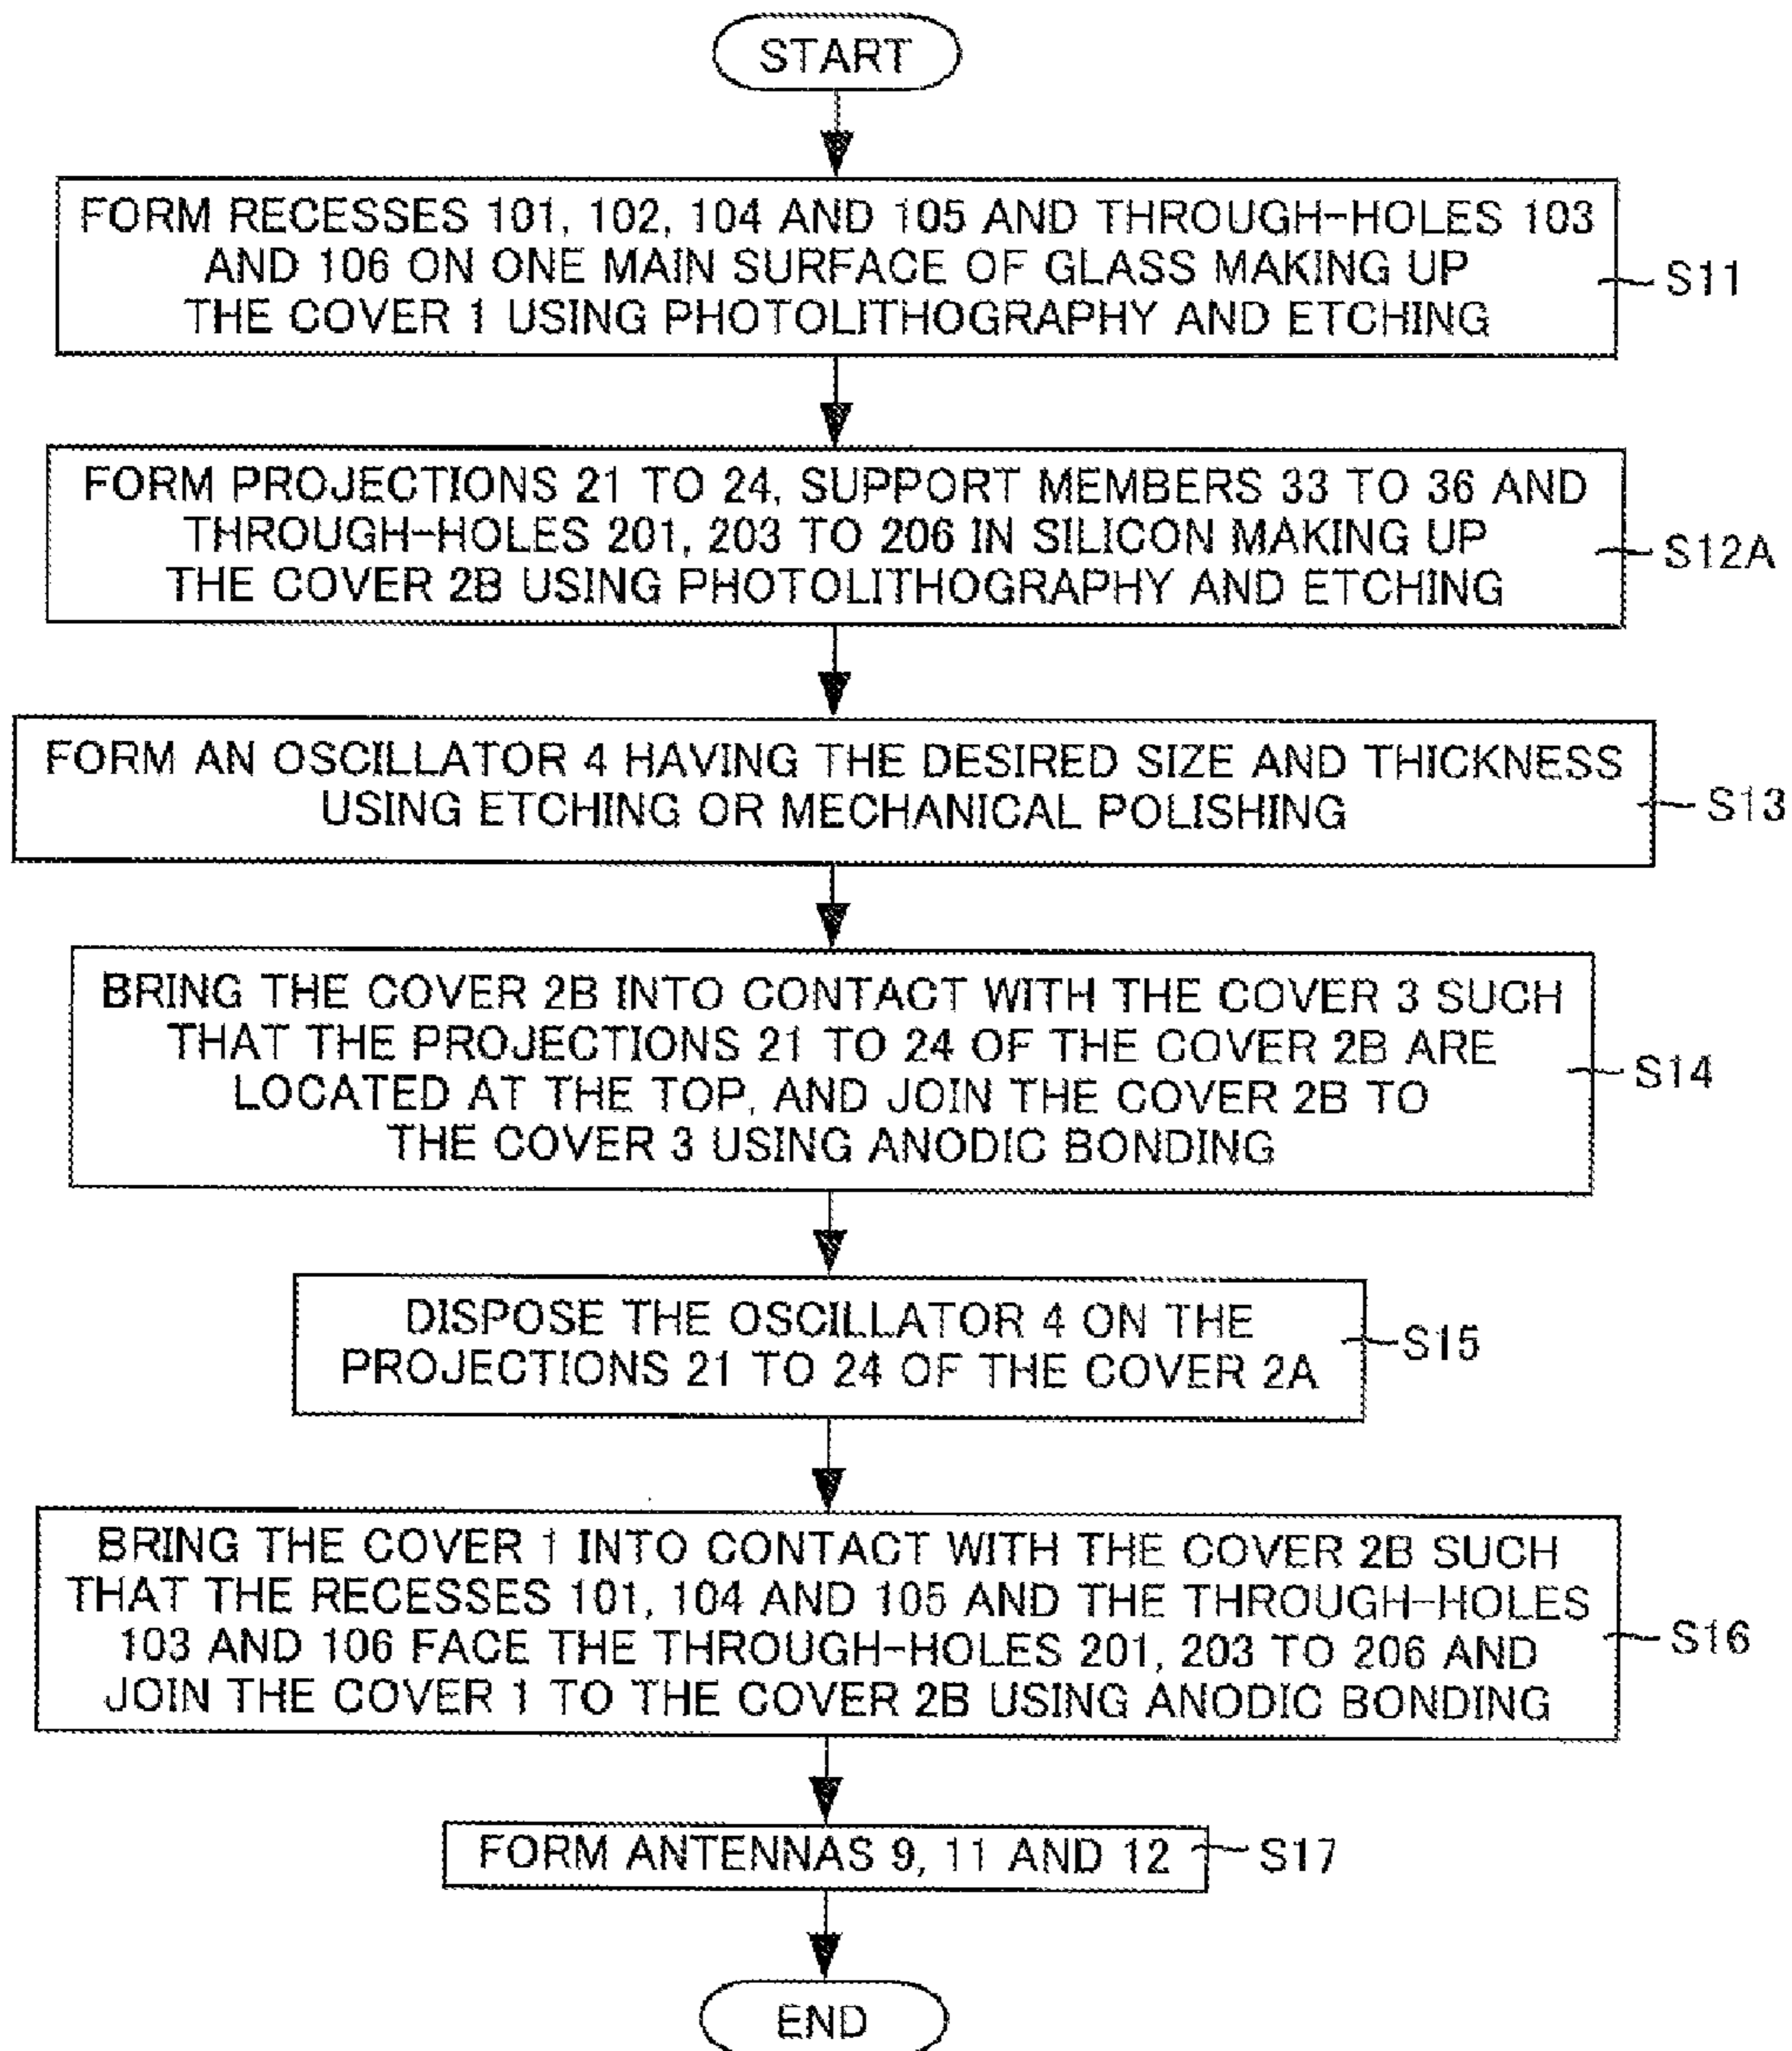 START
FORM RECESSES 101, 102, 104 AND 105 AND THROUGH-HOLES 103
AND 106 ON ONE MAIN SURFACE OF GLASS MAKING UP
THE COVER 1 USING PHOTOLITHOGRAPHY AND ETCHING
S11
FORM PROJECTIONS 21 TO 24, SUPPORT MEMBERS 33 TO 36 AND
THROUGH-HOLES 201, 203 TO 206 IN SILICON MAKING UP
THE COVER 2B USING PHOTOLITHOGRAPHY AND ETCHING
S12A
FORM AN OSCILLATOR 4 HAVING THE DESIRED SIZE AND THICKNESS
USING ETCHING OR MECHANICAL POLISHING
S13
BRING THE COVER 2B INTO CONTACT WITH THE COVER 3 SUCH
THAT THE PROJECTIONS 21 TO 24 OF THE COVER 2B ARE
LOCATED AT THE TOP, AND JOIN THE COVER 2B TO
THE COVER 3 USING ANODIC BONDING
S14
DISPOSE THE OSCILLATOR 4 ON THE
PROJECTIONS 21 TO 24 OF THE COVER 2A
S15
BRING THE COVER 1 INTO CONTACT WITH THE COVER 2B SUCH
THAT THE RECESSES 101, 104 AND 105 AND THE THROUGH-HOLES
103 AND 106 FACE THE THROUGH-HOLES 201, 203 TO 206 AND
JOIN THE COVER 1 TO THE COVER 2B USING ANODIC BONDING
S16
FORM ANTENNAS 9, 11 AND 12
S17
END